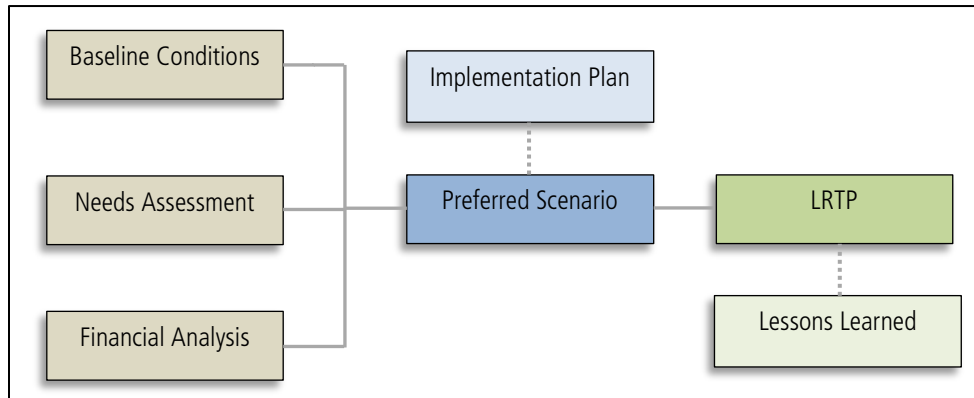 Baseline Conditions
Implementation Plan
Needs Assessment
Preferred Scenario
LRTP
Financial Analysis
Lessons Learned